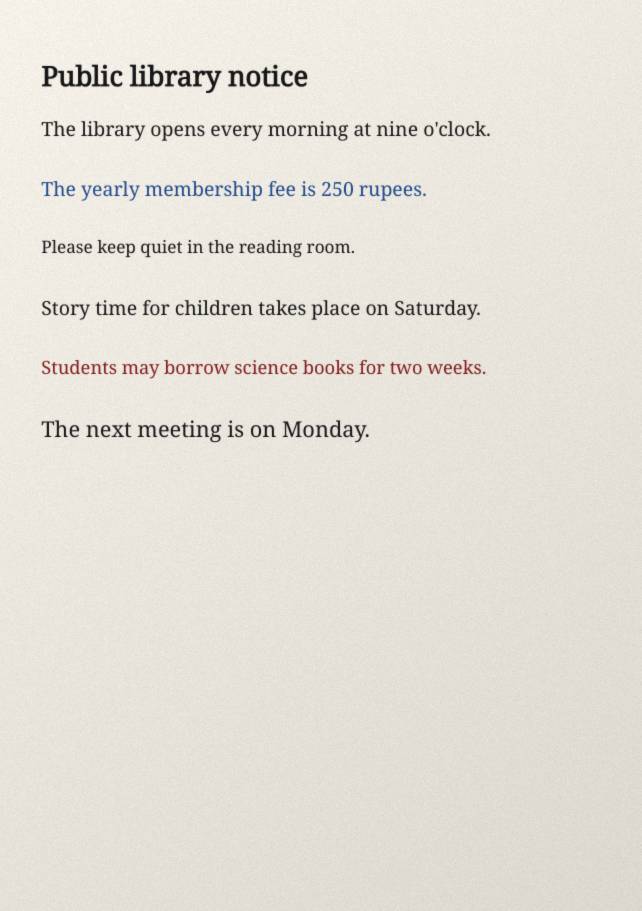 Public library notice
The library opens every morning at nine o'clock.
The yearly membership fee is 250 rupees.
Please keep quiet in the reading room.
Story time for children takes place on Saturday.
Students may borrow science books for two weeks.
The next meeting is on Monday.